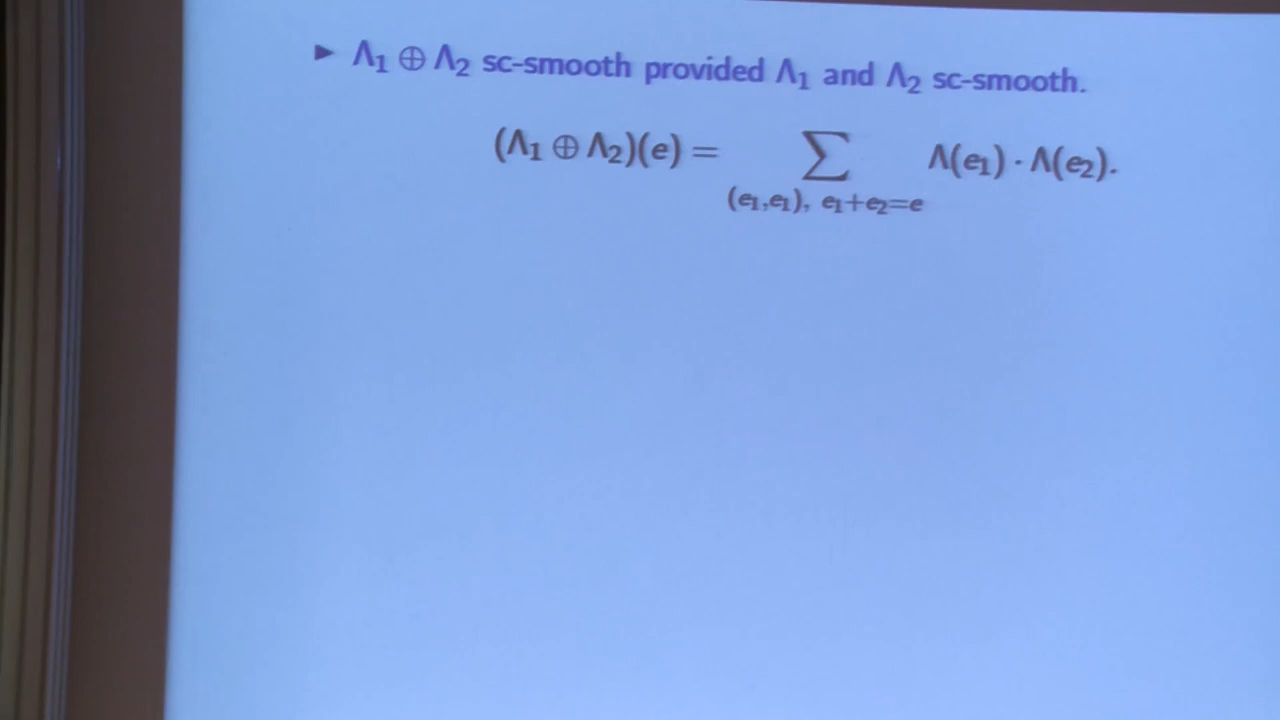 ▶ Λ₁ ⊕ Λ₂ sc-smooth provided Λ₁ and Λ₂ sc-smooth.
(Λ₁ ⊕ Λ₂)(e) = ∑ Λ(e₁) · Λ(e₂).
(e₁,e₁), e₁+e₂=e